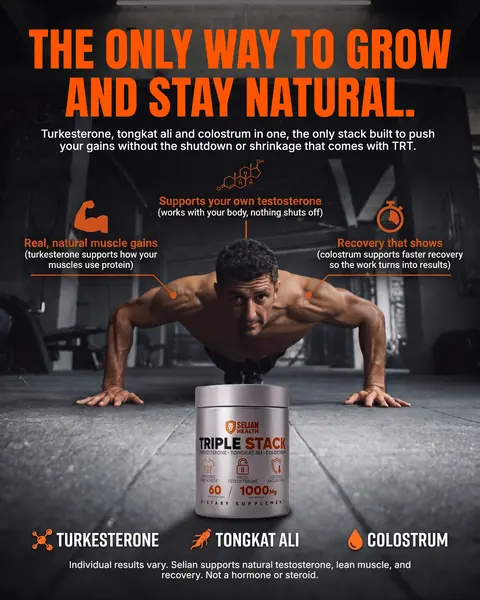 THE ONLY WAY TO GROW
AND STAY NATURAL.
Turkesterone, tongkat ali and colostrum in one, the only stack built to push
your gains without the shutdown or shrinkage that comes with TRT.
Supports your own testosterone
(works with your body, nothing shuts off)
Real, natural muscle gains
(turkesterone supports how your
muscles use protein)
Recovery that shows
(colostrum supports faster recovery
so the work turns into results)
SELIAN
HEALTH
TRIPLE STACK
TURKESTERONE • TONGKAT ALI • COLOSTRUM
TESTOSTERONE
60 / 1000mg
DIETARY SUPPLEMENT
TURKESTERONE
TONGKAT ALI
COLOSTRUM
Individual results vary. Selian supports natural testosterone, lean muscle, and
recovery. Not a hormone or steroid.